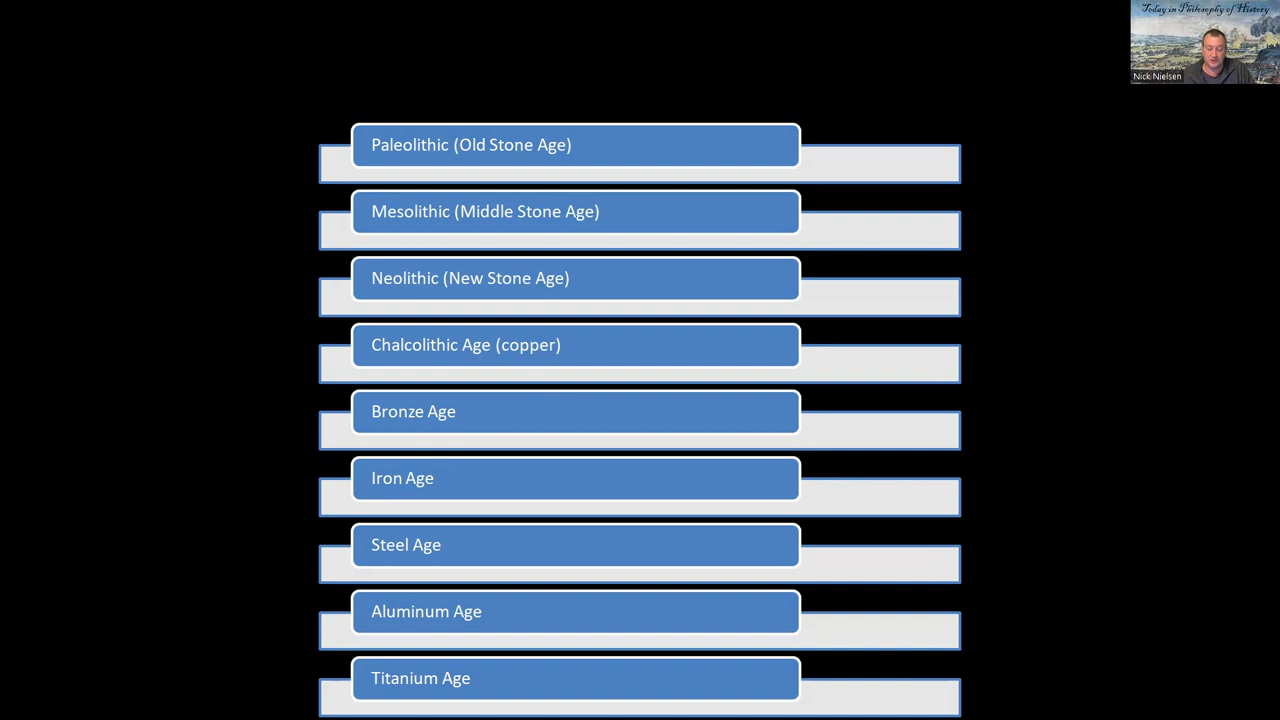 Today in Philosophy of History
Nick Nielsen
Paleolithic (Old Stone Age)
Mesolithic (Middle Stone Age)
Neolithic (New Stone Age)
Chalcolithic Age (copper)
Bronze Age
Iron Age
Steel Age
Aluminum Age
Titanium Age